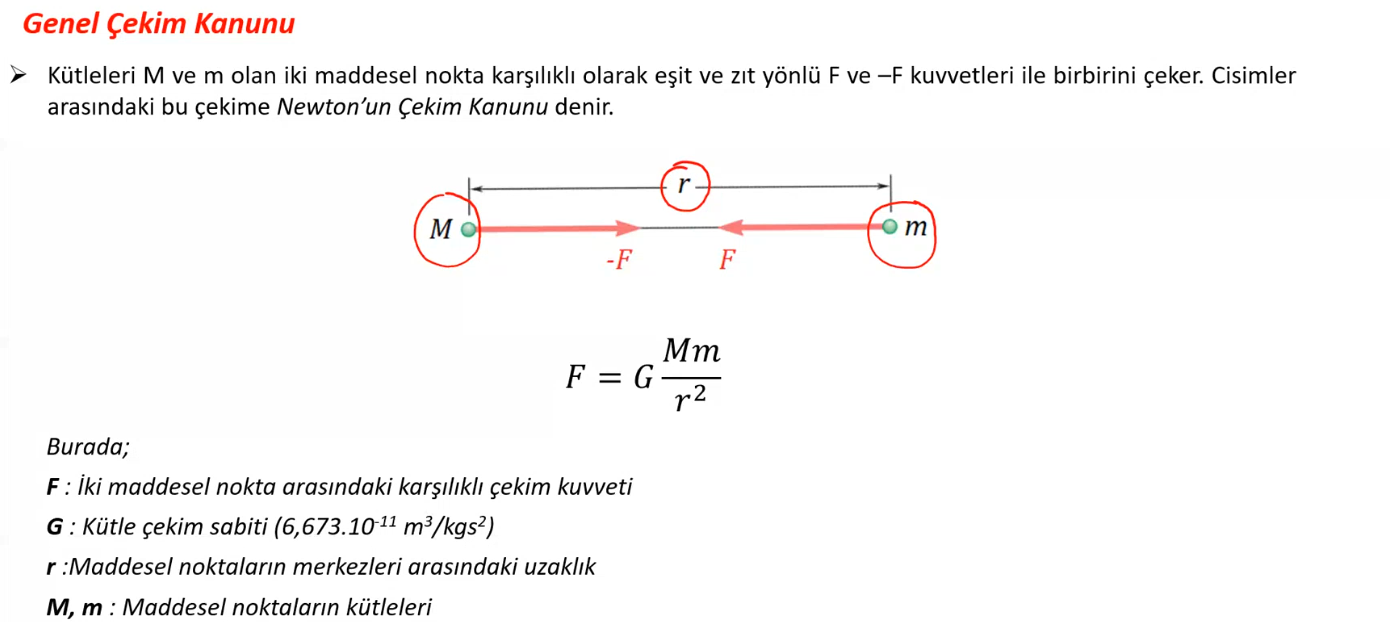 Genel Çekim Kanunu
➤ Kütleleri M ve m olan iki maddesel nokta karşılıklı olarak eşit ve zıt yönlü F ve –F kuvvetleri ile birbirini çeker. Cisimler
arasındaki bu çekime Newton’un Çekim Kanunu denir.
r
M m
-F F
F = G Mm/r²
Burada;
F : İki maddesel nokta arasındaki karşılıklı çekim kuvveti
G : Kütle çekim sabiti (6,673.10⁻¹¹ m³/kgs²)
r :Maddesel noktaların merkezleri arasındaki uzaklık
M, m : Maddesel noktaların kütleleri